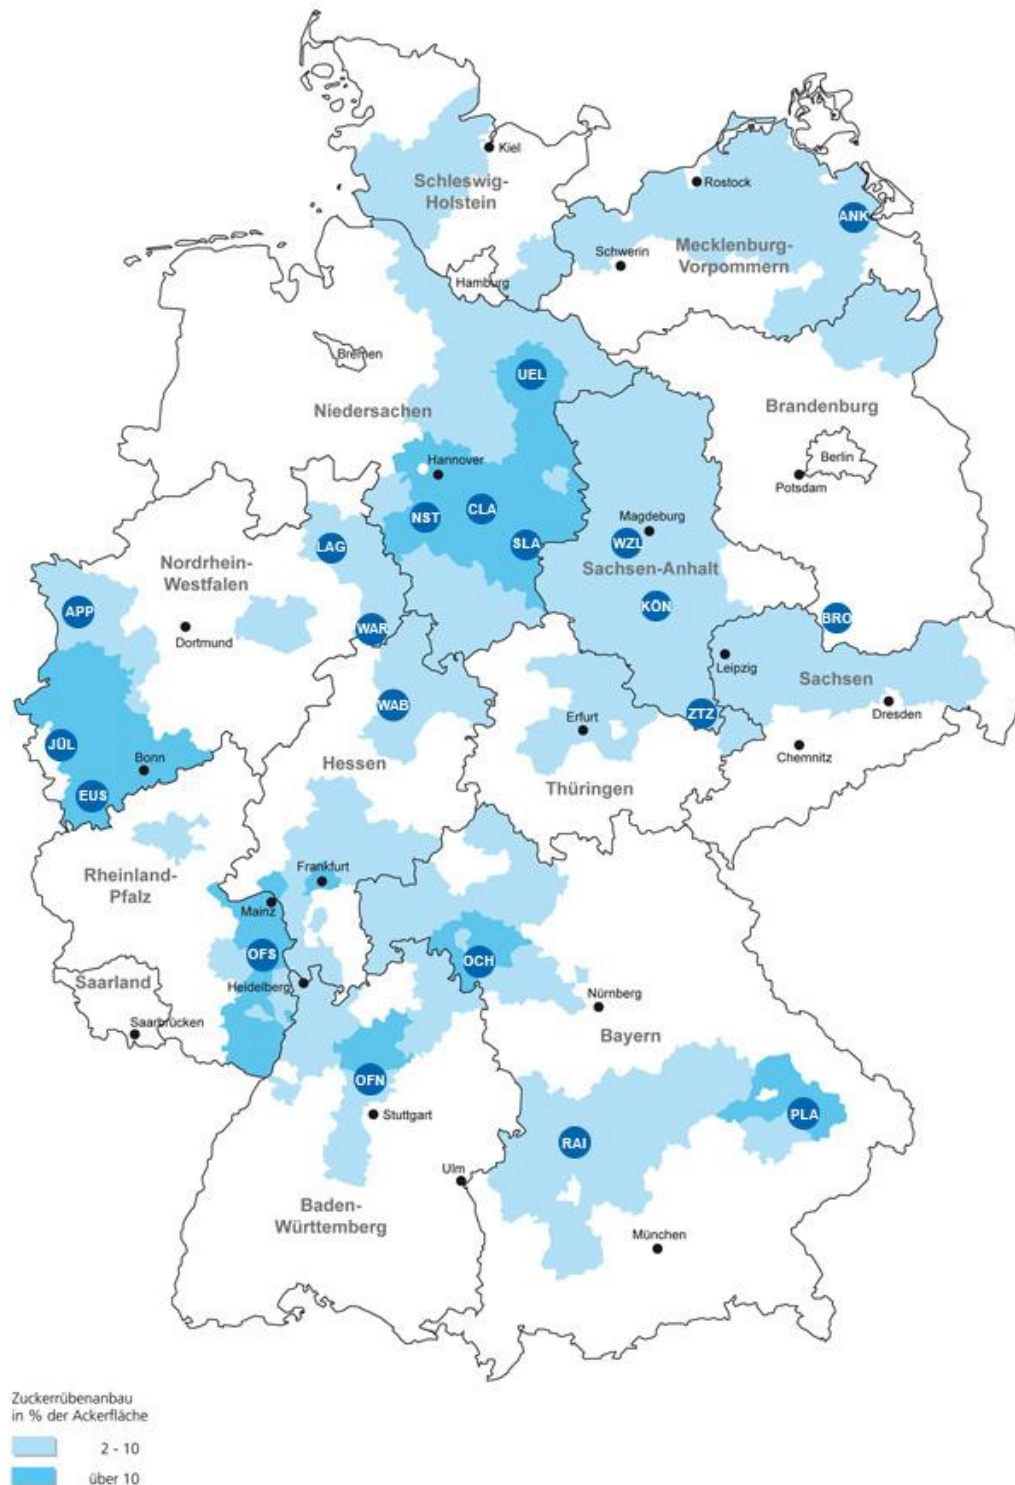 Kiel
Schleswig-
Holstein
Rostock
ANK
Mecklenburg-
Vorpommern
Schwerin
Hamburg
Bremen
UEL
Niedersachen
Brandenburg
Berlin
Potsdam
Hannover
CLA
NST
SLA
Magdeburg
WZL
Sachsen-Anhalt
LAG
Nordrhein-
Westfalen
APP
Dortmund
WAR
KÖN
BRO
Leipzig
Sachsen
Dresden
WAB
ZTZ
Erfurt
Chemnitz
JÜL
Bonn
EUS
Hessen
Thüringen
Rheinland-
Pfalz
Frankfurt
Mainz
OFS
OCH
Heidelberg
Saarland
Saarbrücken
Nürnberg
Bayern
OFN
Stuttgart
PLA
RAI
Ulm
Baden-
Württemberg
München
Zuckerrübenanbau
in % der Ackerfläche
2 - 10
über 10